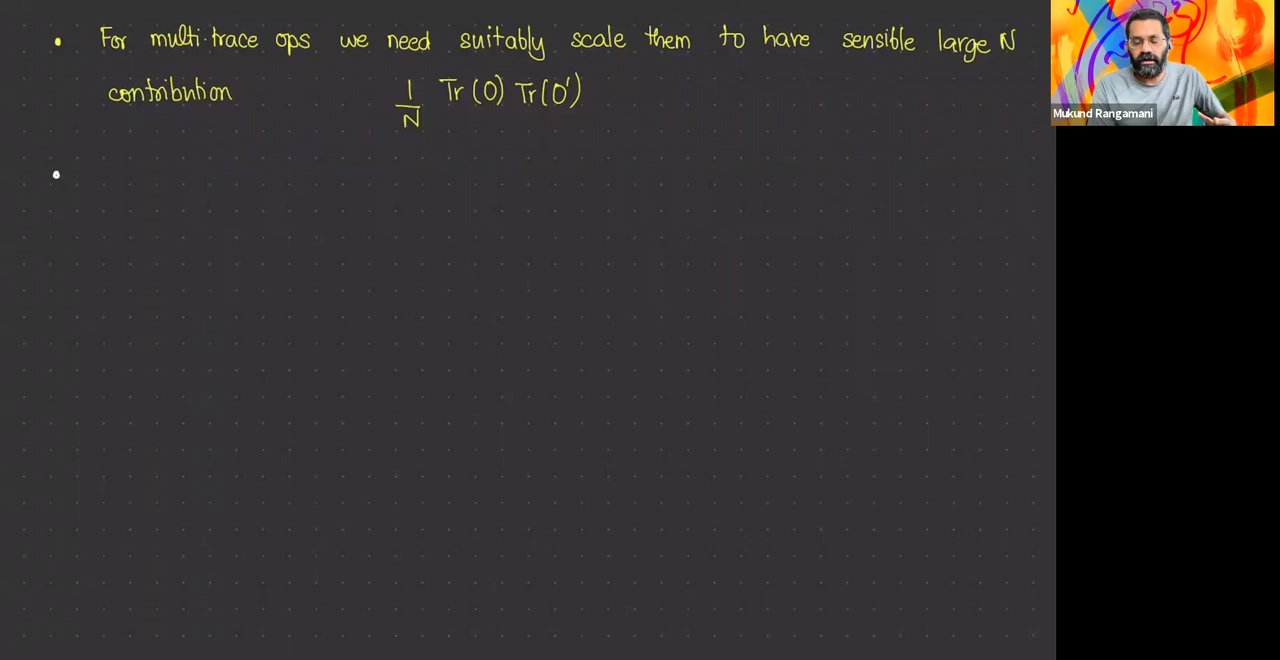 • For multi-trace ops we need suitably scale them to have sensible large N
contribution 1/N Tr(O) Tr(O')
•
Mukund Rangamani